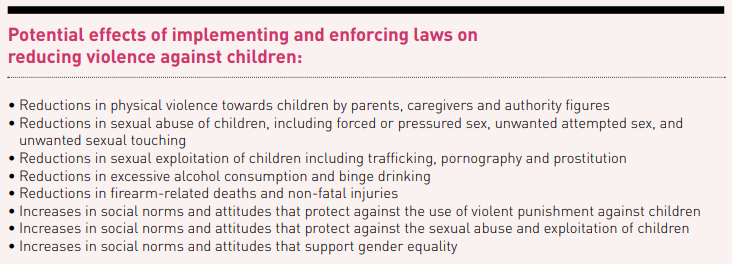 Potential effects of implementing and enforcing laws on
reducing violence against children:
• Reductions in physical violence towards children by parents, caregivers and authority figures
• Reductions in sexual abuse of children, including forced or pressured sex, unwanted attempted sex, and
unwanted sexual touching
• Reductions in sexual exploitation of children including trafficking, pornography and prostitution
• Reductions in excessive alcohol consumption and binge drinking
• Reductions in firearm-related deaths and non-fatal injuries
• Increases in social norms and attitudes that protect against the use of violent punishment against children
• Increases in social norms and attitudes that protect against the sexual abuse and exploitation of children
• Increases in social norms and attitudes that support gender equality